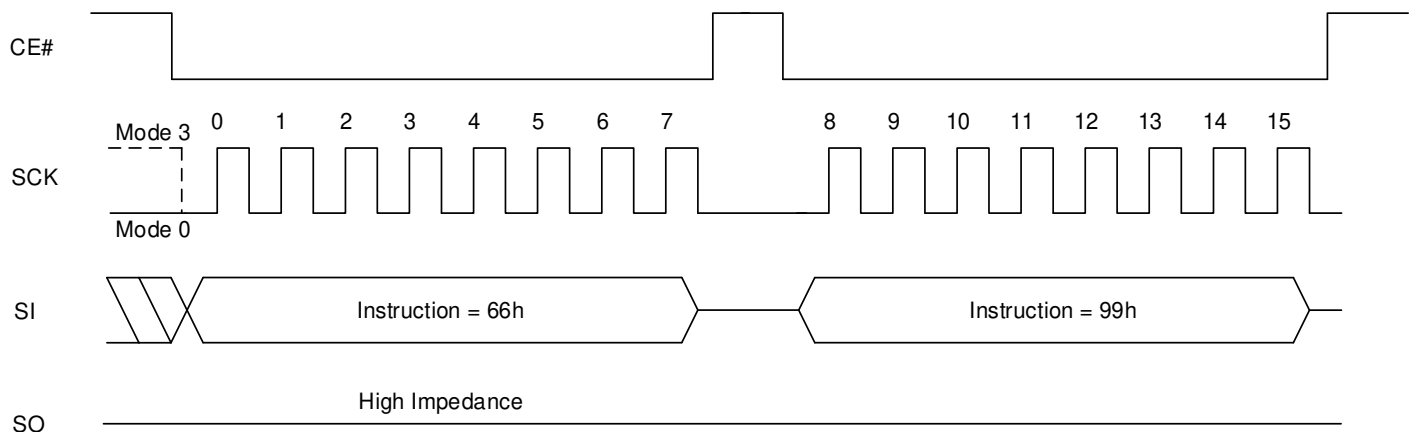 CE#
Mode 3
0 1 2 3 4 5 6 7 8 9 10 11 12 13 14 15
SCK
Mode 0
SI
Instruction = 66h
Instruction = 99h
High Impedance
SO